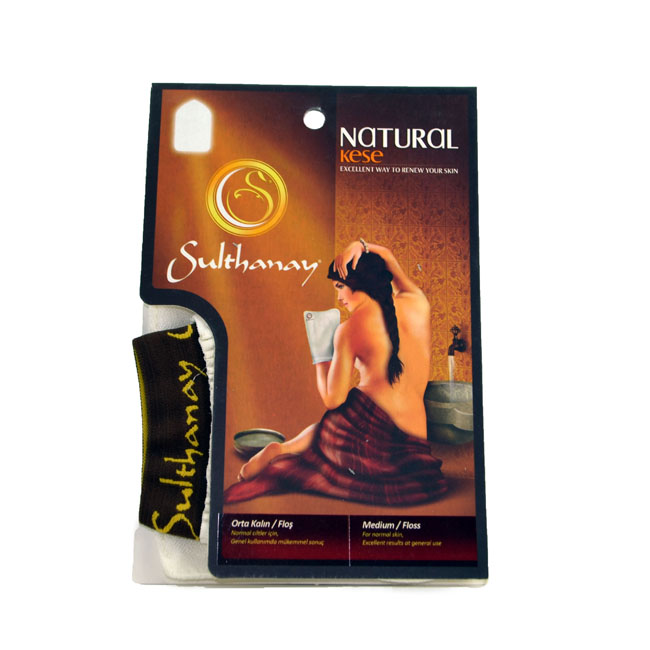 NATURAL
Kese
EXCELLENT WAY TO RENEW YOUR SKIN
Sulthanay
Sulthanay
Orta Kalın / Floş
Normal ciltler için,
Genel kullanımda mükemmel sonuç
Medium / Floss
For normal skin,
Excellent results at general use